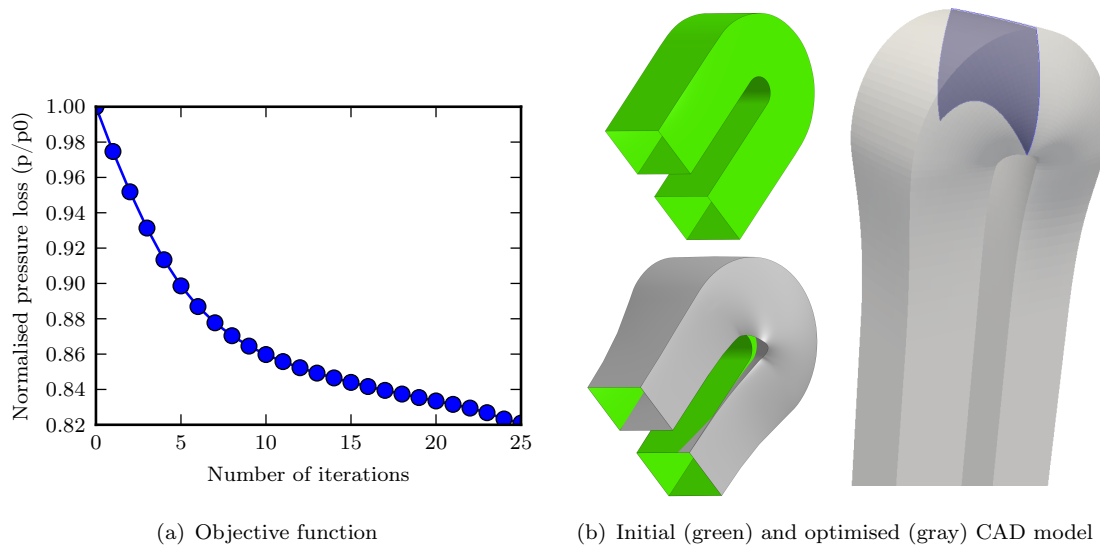 1.00
0.98
0.96
0.94
0.92
0.90
0.88
0.86
0.84
0.82
Normalised pressure loss (p/p0)
0 5 10 15 20 25
Number of iterations
(a) Objective function
(b) Initial (green) and optimised (gray) CAD model